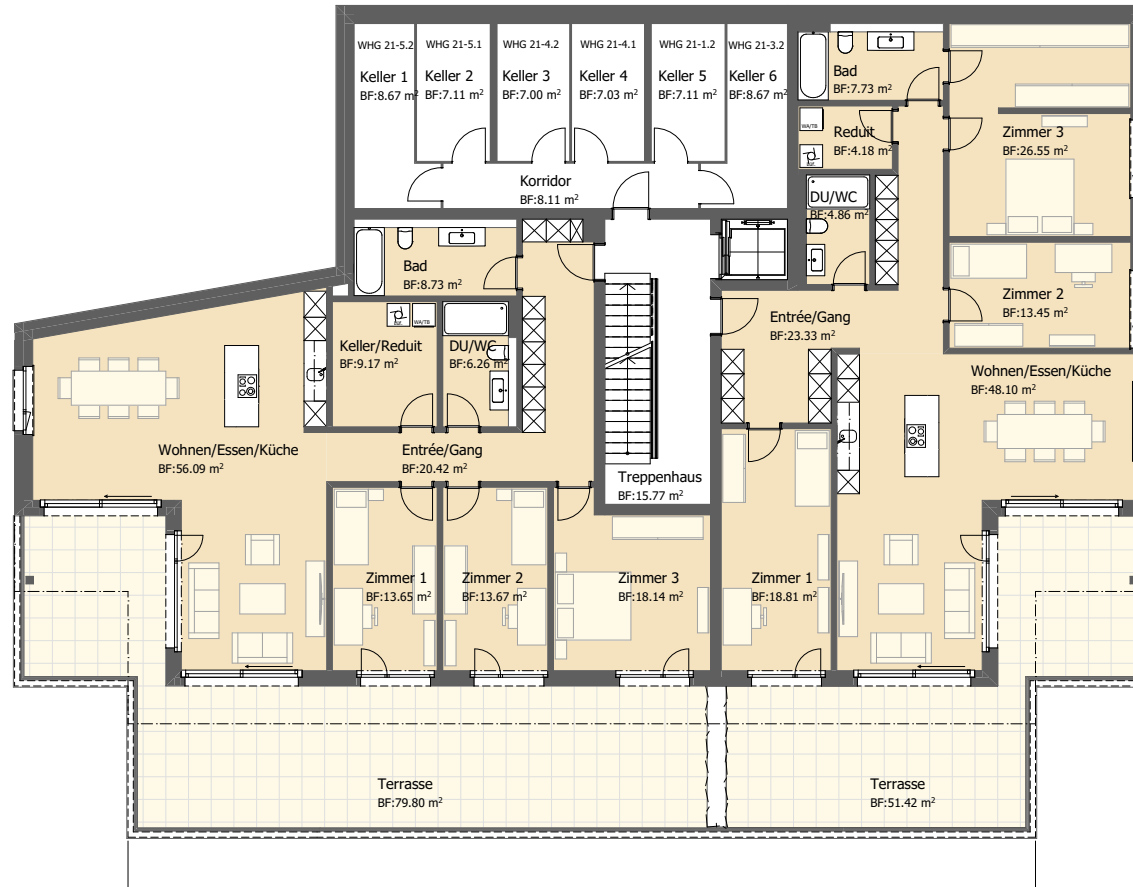 WHG 21-5.2
Keller 1
BF:8.67 m²
WHG 21-5.1
Keller 2
BF:7.11 m²
WHG 21-4.2
Keller 3
BF:7.00 m²
WHG 21-4.1
Keller 4
BF:7.03 m²
WHG 21-1.2
Keller 5
BF:7.11 m²
WHG 21-3.2
Keller 6
BF:8.67 m²
Bad
BF:7.73 m²
WA/TB
Reduit
BF:4.18 m²
Zimmer 3
BF:26.55 m²
Korridor
BF:8.11 m²
DU/WC
BF:4.86 m²
Bad
BF:8.73 m²
Zimmer 2
BF:13.45 m²
WA/TB
Keller/Reduit
BF:9.17 m²
DU/WC
BF:6.26 m²
Entrée/Gang
BF:23.33 m²
Wohnen/Essen/Küche
BF:48.10 m²
Wohnen/Essen/Küche
BF:56.09 m²
Entrée/Gang
BF:20.42 m²
Treppenhaus
BF:15.77 m²
Zimmer 1
BF:13.65 m²
Zimmer 2
BF:13.67 m²
Zimmer 3
BF:18.14 m²
Zimmer 1
BF:18.81 m²
Terrasse
BF:79.80 m²
Terrasse
BF:51.42 m²